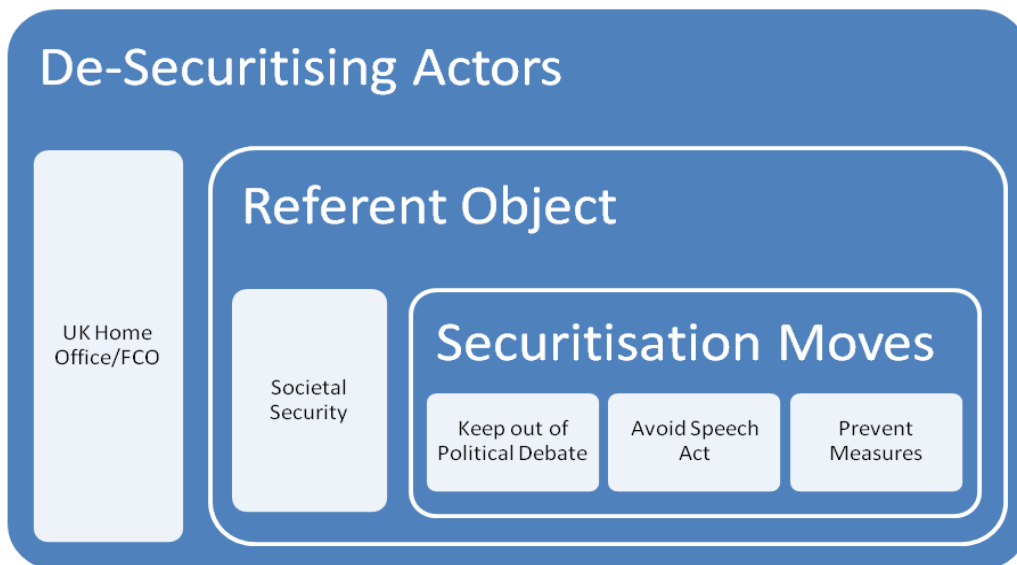 De-Securitising Actors
UK Home
Office/FCO
Referent Object
Societal
Security
Securitisation Moves
Keep out of
Political Debate
Avoid Speech
Act
Prevent
Measures